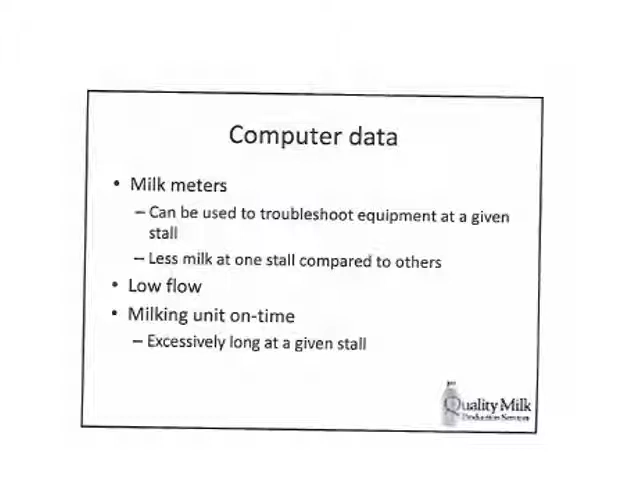 Computer data
• Milk meters
– Can be used to troubleshoot equipment at a given
stall
– Less milk at one stall compared to others
• Low flow
• Milking unit on-time
– Excessively long at a given stall
Quality Milk
Production Services